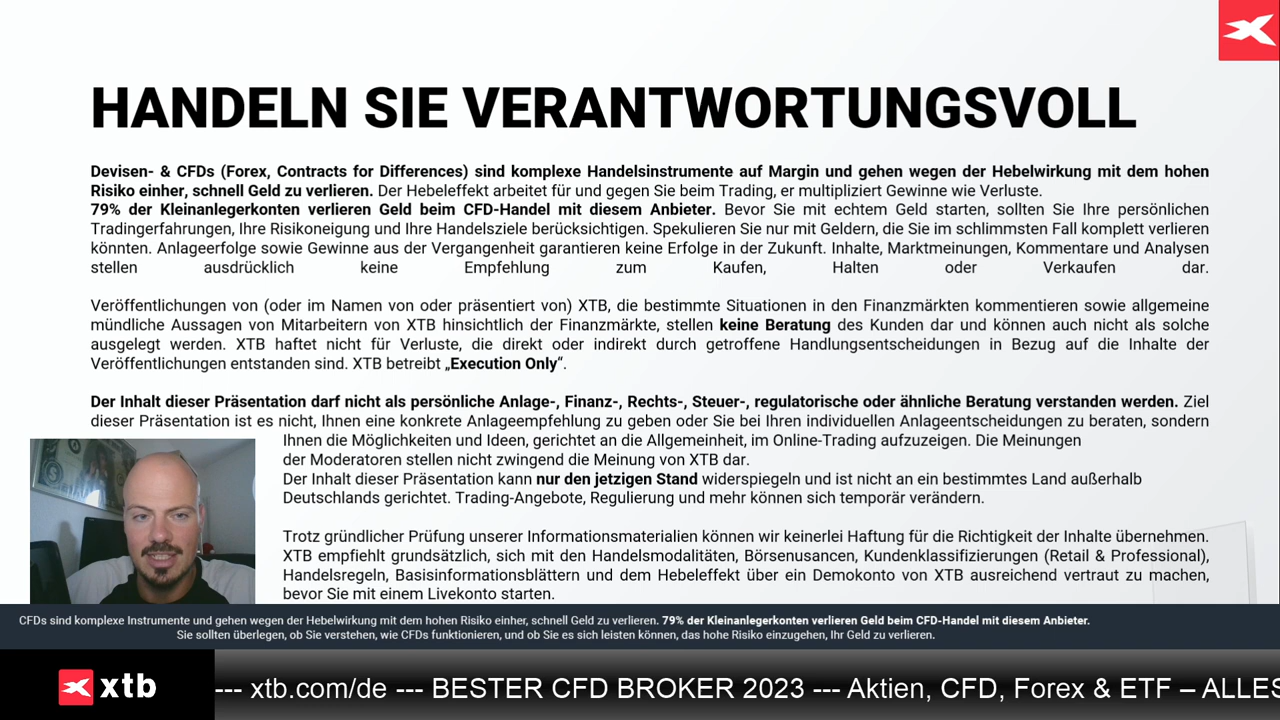 HANDELN SIE VERANTWORTUNGSVOLL
Devisen- & CFDs (Forex, Contracts for Differences) sind komplexe Handelsinstrumente auf Margin und gehen wegen der Hebelwirkung mit dem hohen
Risiko einher, schnell Geld zu verlieren. Der Hebeleffekt arbeitet für und gegen Sie beim Trading, er multipliziert Gewinne wie Verluste.
79% der Kleinanlegerkonten verlieren Geld beim CFD-Handel mit diesem Anbieter. Bevor Sie mit echtem Geld starten, sollten Sie Ihre persönlichen
Tradingerfahrungen, Ihre Risikoneigung und Ihre Handelsziele berücksichtigen. Spekulieren Sie nur mit Geldern, die Sie im schlimmsten Fall komplett verlieren
könnten. Anlageerfolge sowie Gewinne aus der Vergangenheit garantieren keine Erfolge in der Zukunft. Inhalte, Marktmeinungen, Kommentare und Analysen
stellen ausdrücklich keine Empfehlung zum Kaufen, Halten oder Verkaufen dar.
Veröffentlichungen von (oder im Namen von oder präsentiert von) XTB, die bestimmte Situationen in den Finanzmärkten kommentieren sowie allgemeine
mündliche Aussagen von Mitarbeitern von XTB hinsichtlich der Finanzmärkte, stellen keine Beratung des Kunden dar und können auch nicht als solche
ausgelegt werden. XTB haftet nicht für Verluste, die direkt oder indirekt durch getroffene Handlungsentscheidungen in Bezug auf die Inhalte der
Veröffentlichungen entstanden sind. XTB betreibt „Execution Only“.
Der Inhalt dieser Präsentation darf nicht als persönliche Anlage-, Finanz-, Rechts-, Steuer-, regulatorische oder ähnliche Beratung verstanden werden. Ziel
dieser Präsentation ist es nicht, Ihnen eine konkrete Anlageempfehlung zu geben oder Sie bei Ihren individuellen Anlageentscheidungen zu beraten, sondern
Ihnen die Möglichkeiten und Ideen, gerichtet an die Allgemeinheit, im Online-Trading aufzuzeigen. Die Meinungen
der Moderatoren stellen nicht zwingend die Meinung von XTB dar.
Der Inhalt dieser Präsentation kann nur den jetzigen Stand widerspiegeln und ist nicht an ein bestimmtes Land außerhalb
Deutschlands gerichtet. Trading-Angebote, Regulierung und mehr können sich temporär verändern.
Trotz gründlicher Prüfung unserer Informationsmaterialien können wir keinerlei Haftung für die Richtigkeit der Inhalte übernehmen.
XTB empfiehlt grundsätzlich, sich mit den Handelsmodalitäten, Börsenusancen, Kundenklassifizierungen (Retail & Professional),
Handelsregeln, Basisinformationsblättern und dem Hebeleffekt über ein Demokonto von XTB ausreichend vertraut zu machen,
bevor Sie mit einem Livekonto starten.
CFDs sind komplexe Instrumente und gehen wegen der Hebelwirkung mit dem hohen Risiko einher, schnell Geld zu verlieren. 79% der Kleinanlegerkonten verlieren Geld beim CFD-Handel mit diesem Anbieter.
Sie sollten überlegen, ob Sie verstehen, wie CFDs funktionieren, und ob Sie es sich leisten können, das hohe Risiko einzugehen, Ihr Geld zu verlieren.
xtb --- xtb.com/de --- BESTER CFD BROKER 2023 --- Aktien, CFD, Forex & ETF – ALLES